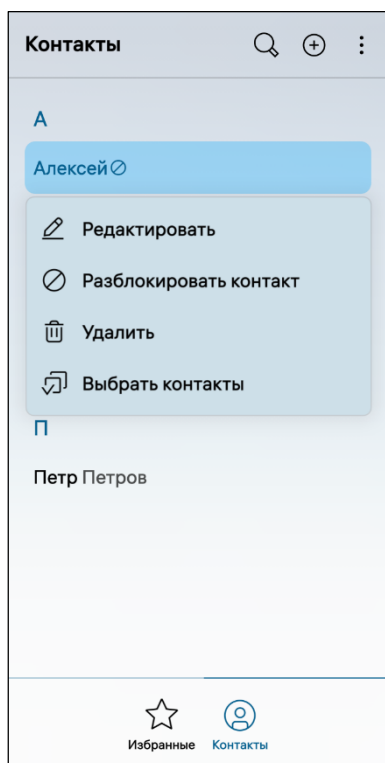 Контакты
А
Алексей
Редактировать
Разблокировать контакт
Удалить
Выбрать контакты
П
Петр Петров
Избранные
Контакты